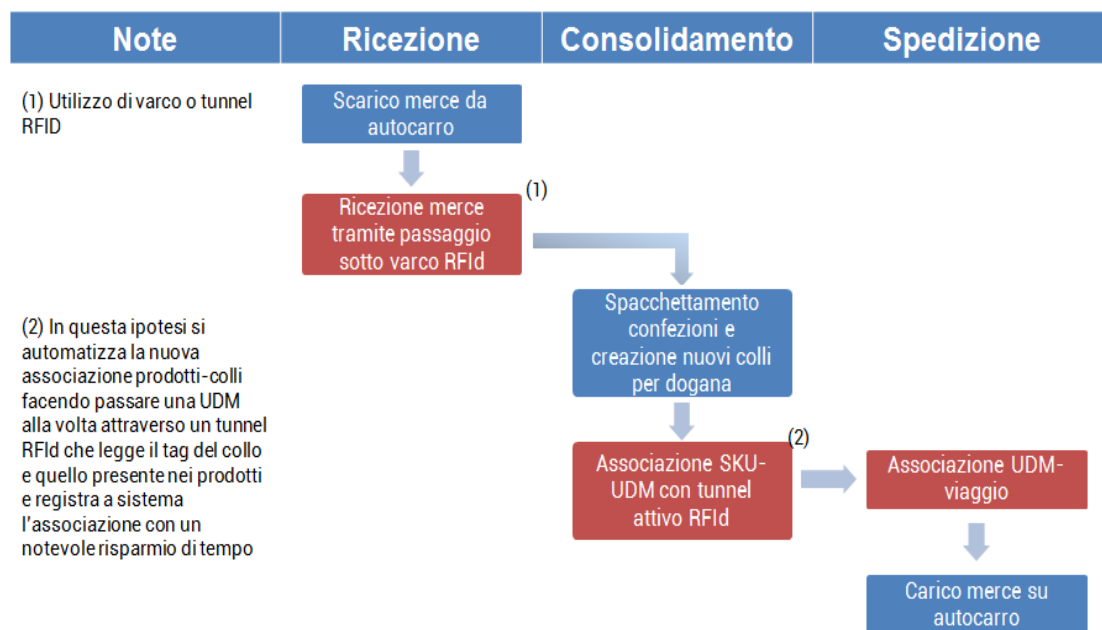 Note
Ricezione
Consolidamento
Spedizione
(1) Utilizzo di varco o tunnel
RFID
Scarico merce da
autocarro
(1)
Ricezione merce
tramite passaggio
sotto varco RFId
Spacchettamento
confezioni e
creazione nuovi colli
per dogana
(2) In questa ipotesi si
automatizza la nuova
associazione prodotti-colli
facendo passare una UDM
alla volta attraverso un tunnel
RFId che legge il tag del collo
e quello presente nei prodotti
e registra a sistema
l'associazione con un
notevole risparmio di tempo
(2)
Associazione SKU-
UDM con tunnel
attivo RFId
Associazione UDM-
viaggio
Carico merce su
autocarro